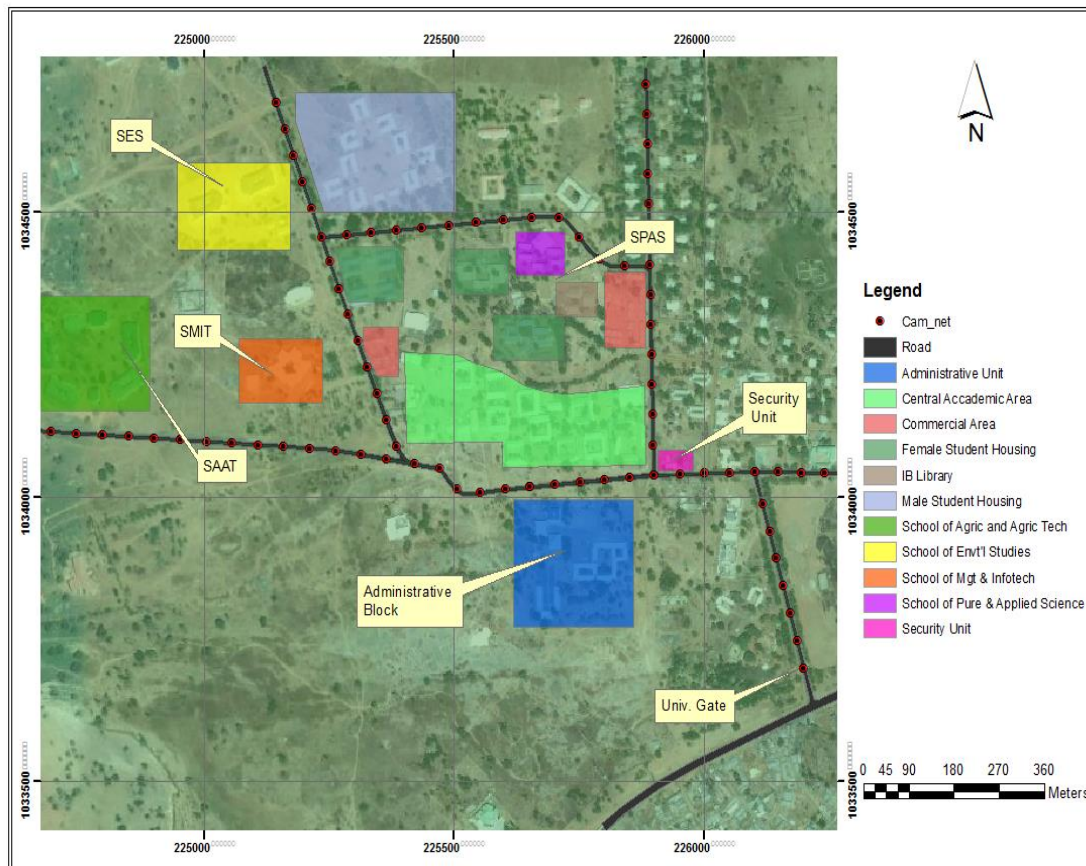 225000
225500
226000
N
SES
1034500
1034500
SPAS
SMIT
Security
Unit
SAAT
1034000
1034000
Administrative
Block
Univ. Gate
1033500
1033500
225000
225500
226000
Legend
Cam_net
Road
Administrative Unit
Central Accademic Area
Commercial Area
Female Student Housing
IB Library
Male Student Housing
School of Agric and Agric Tech
School of Envt'l Studies
School of Mgt & Infotech
School of Pure & Applied Science
Security Unit
0 45 90 180 270 360
Meters